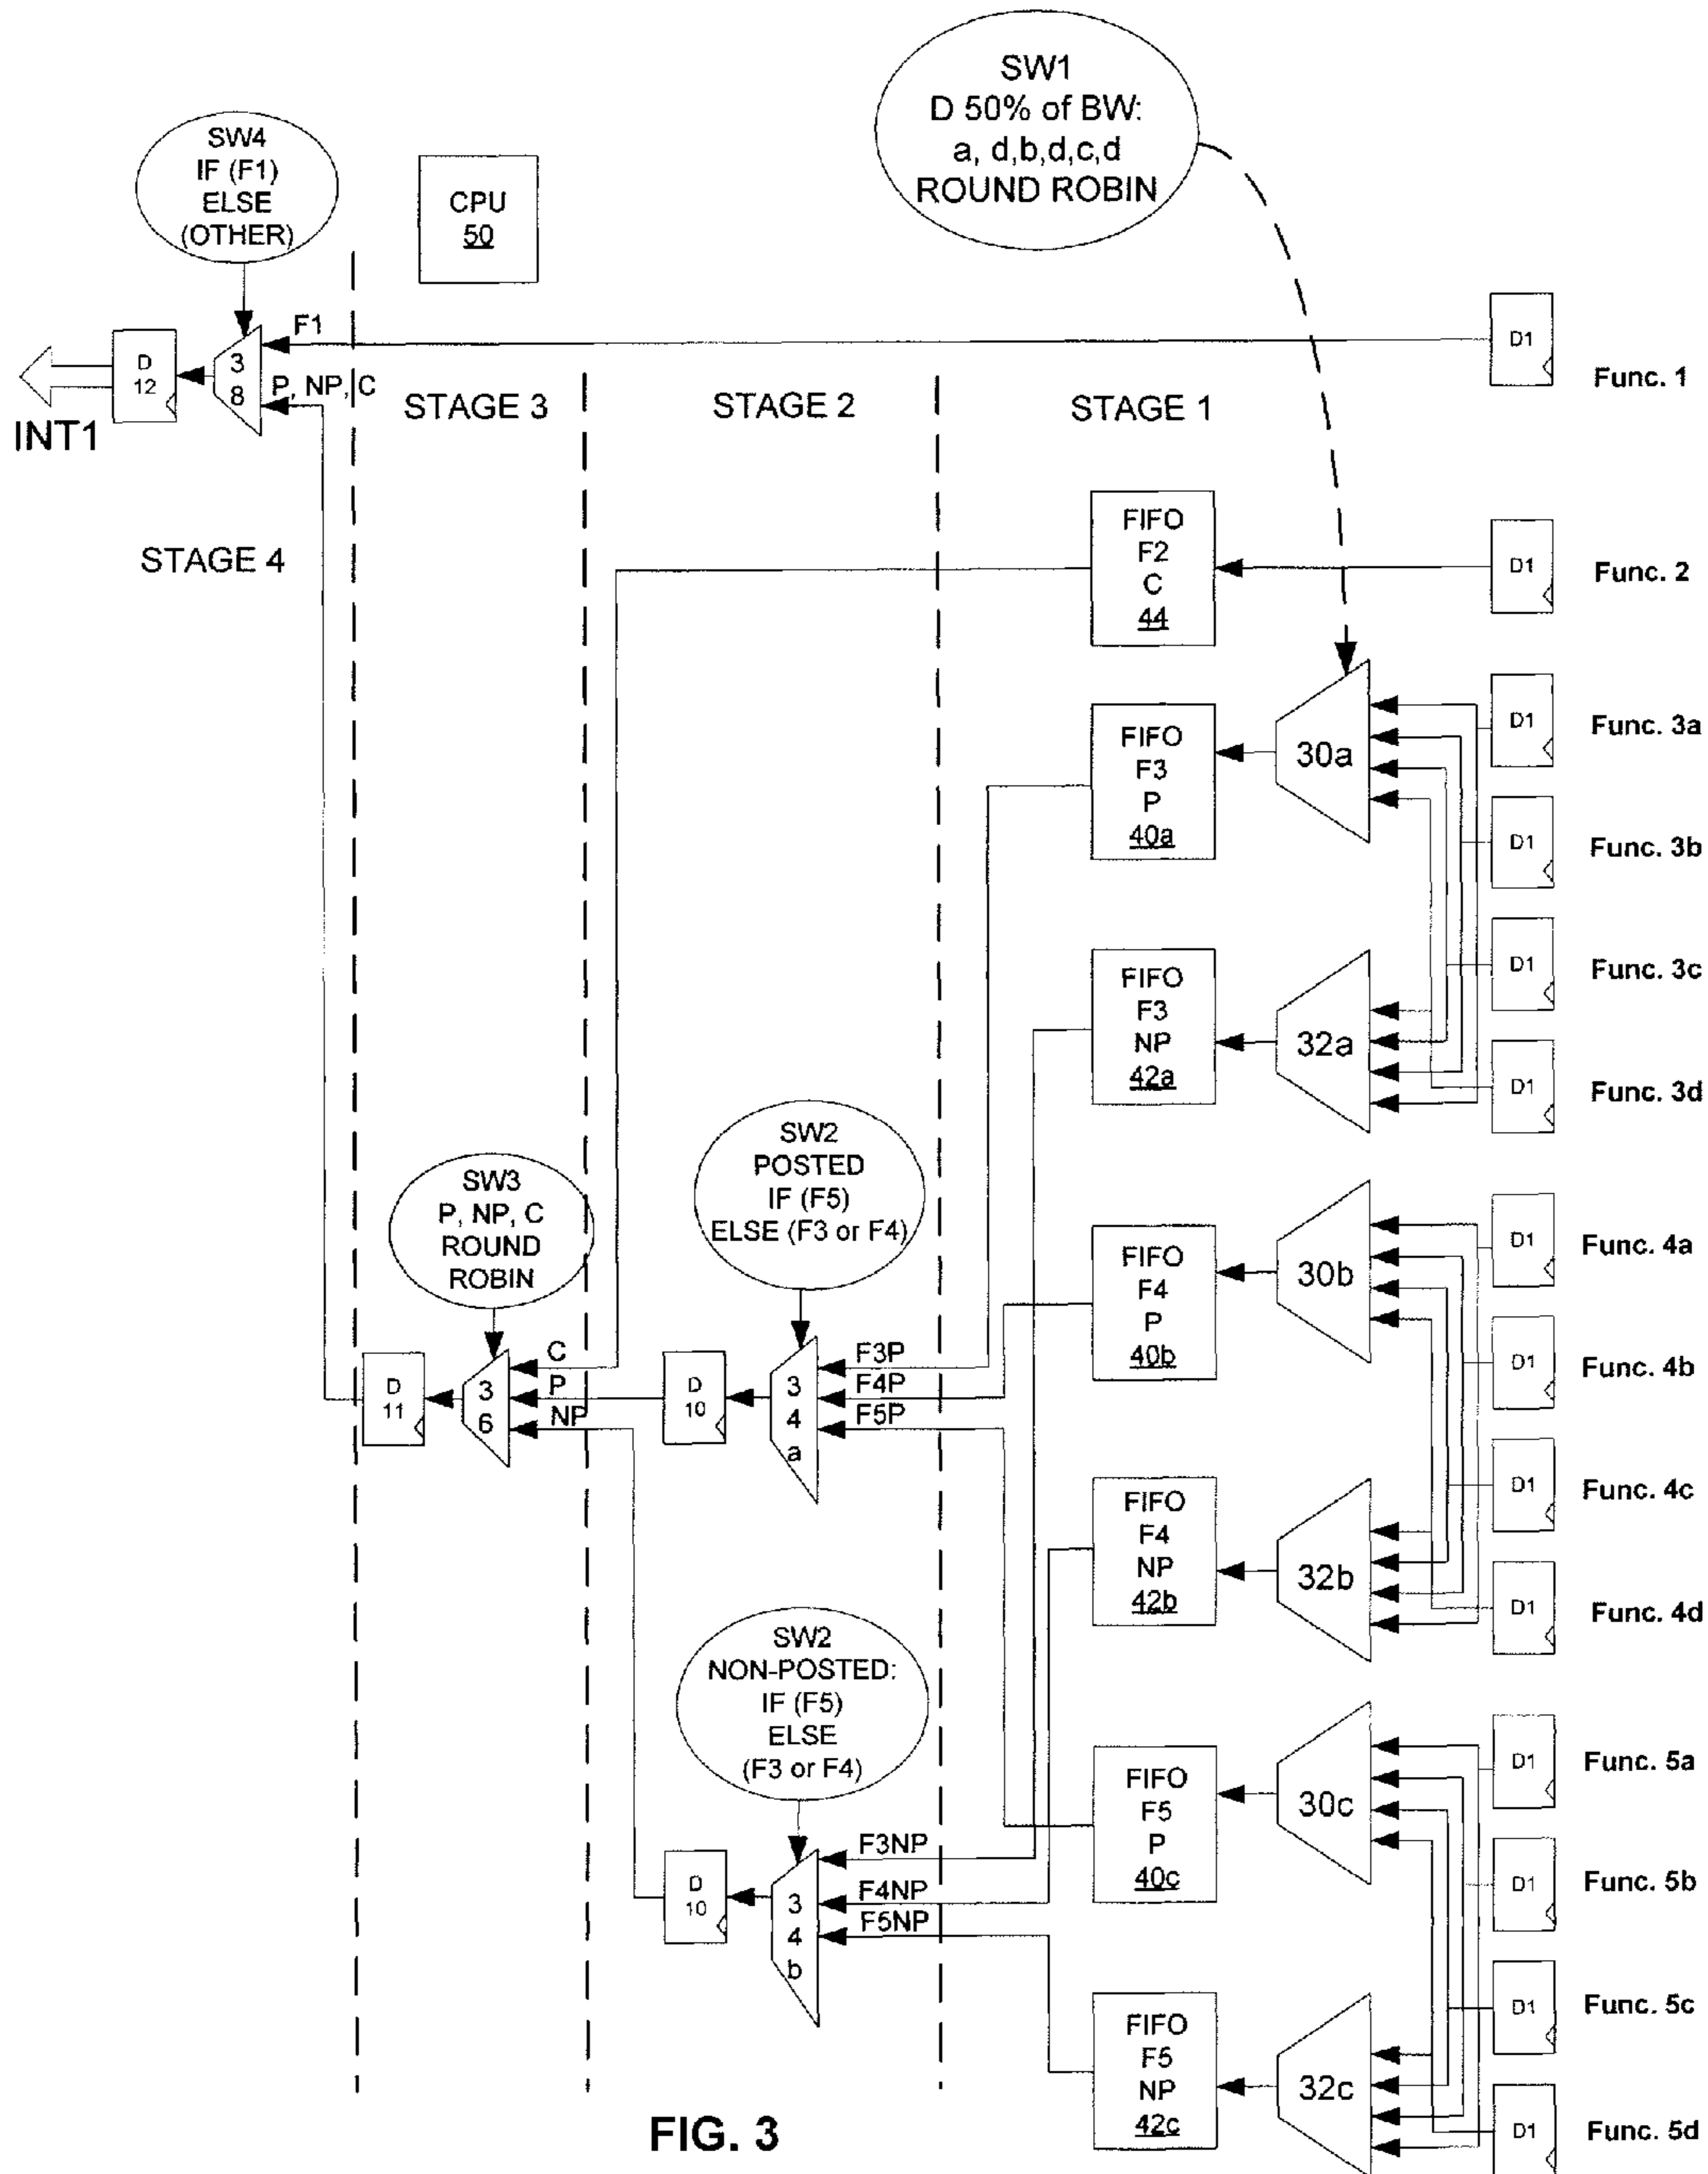 SW1
D 50% of BW:
a, d,b,d,c,d
ROUND ROBIN
SW4
IF (F1)
ELSE
(OTHER)
CPU
50
F1
D1
Func. 1
D
12
3
8
P, NP, C
INT1
STAGE 3
STAGE 2
STAGE 1
STAGE 4
FIFO
F2
C
44
D1
Func. 2
FIFO
F3
P
40a
30a
D1
Func. 3a
D1
Func. 3b
FIFO
F3
NP
42a
32a
D1
Func. 3c
D1
Func. 3d
SW2
POSTED
IF (F5)
ELSE (F3 or F4)
SW3
P, NP, C
ROUND
ROBIN
FIFO
F4
P
40b
30b
D1
Func. 4a
D1
Func. 4b
D
11
3
6
C
P
NP
D
10
3
4
a
F3P
F4P
F5P
FIFO
F4
NP
42b
32b
D1
Func. 4c
D1
Func. 4d
SW2
NON-POSTED:
IF (F5)
ELSE
(F3 or F4)
FIFO
F5
P
40c
30c
D1
Func. 5a
D1
Func. 5b
D
10
3
4
b
F3NP
F4NP
F5NP
FIFO
F5
NP
42c
32c
D1
Func. 5c
D1
Func. 5d
FIG. 3